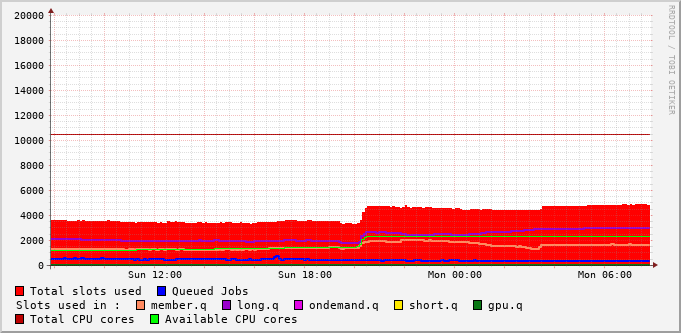 RRDTOOL / TOBI OETIKER
20000
18000
16000
14000
12000
10000
8000
6000
4000
2000
0
Sun 12:00 Sun 18:00 Mon 00:00 Mon 06:00
Total slots used Queued Jobs
Slots used in : member.q long.q ondemand.q short.q gpu.q
Total CPU cores Available CPU cores